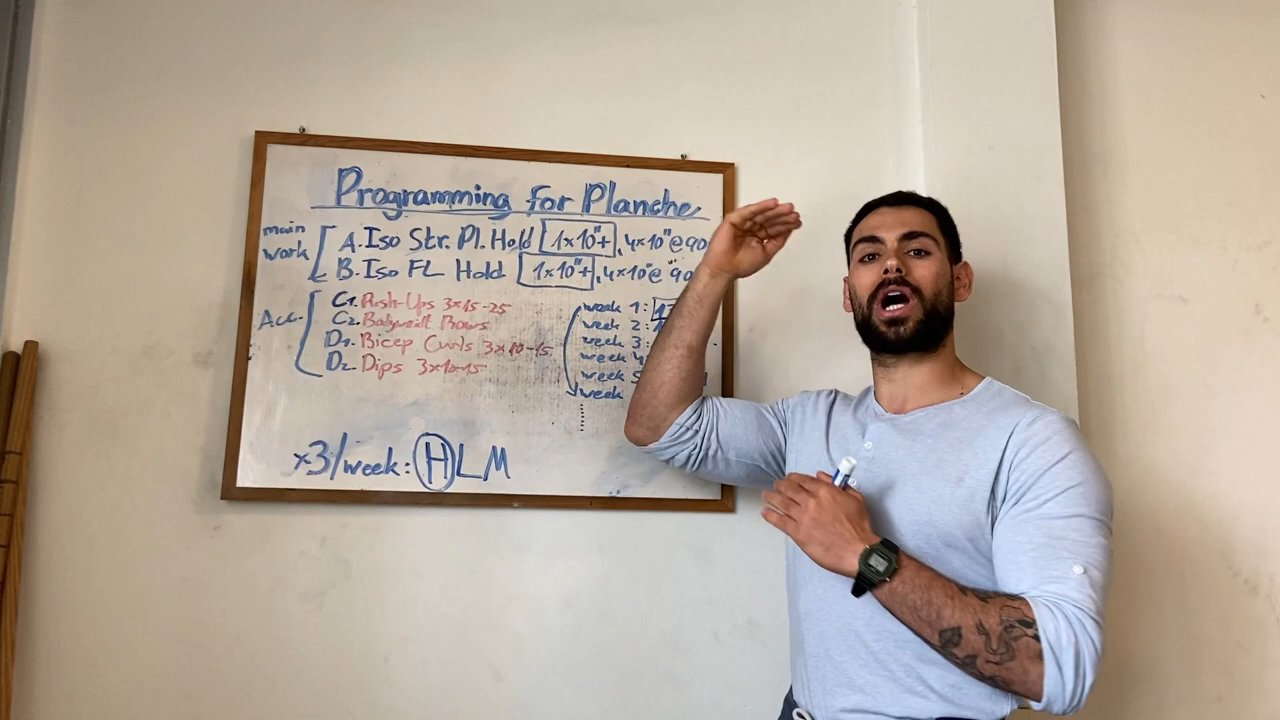 Programming for Planche
main work
A. Iso Str. Pl. Hold 1x10"+, 4x10"@90
B. Iso FL Hold 1x10"+, 4x10"@ 90
Acc.
C1. Push-Ups 3x15-25
C2. Bodyweit Rows
D1. Bicep Curls 3x10-15
D2. Dips 3x10-15
week 1:
week 2:
week 3:
week 4
week 5
week
x3/week: H L M